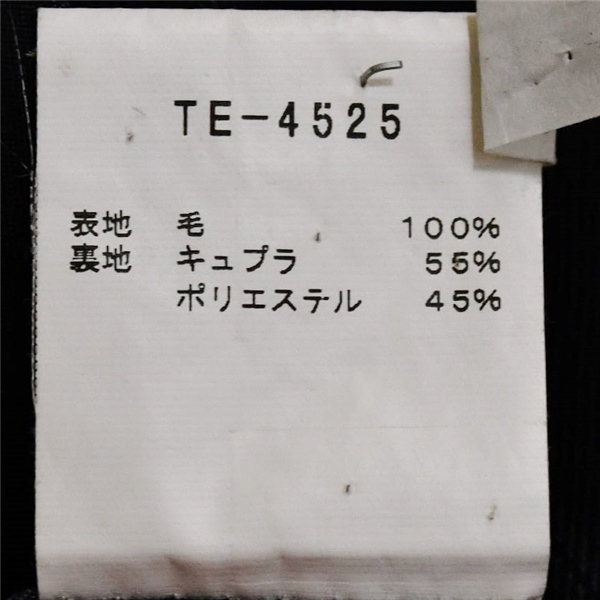 TE-4525
表地 毛 100%
裏地 キュプラ 55%
ポリエステル 45%